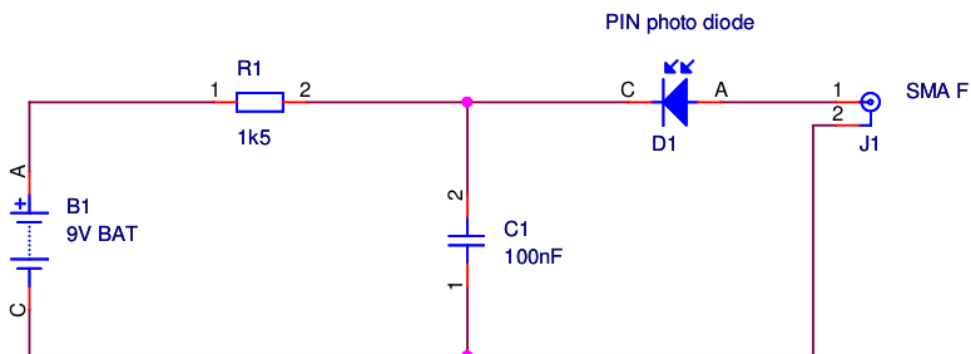 PIN photo diode
R1
1
2
1k5
C
A
D1
1
2
SMA F
J1
A
+
B1
9V BAT
C
2
C1
100nF
1